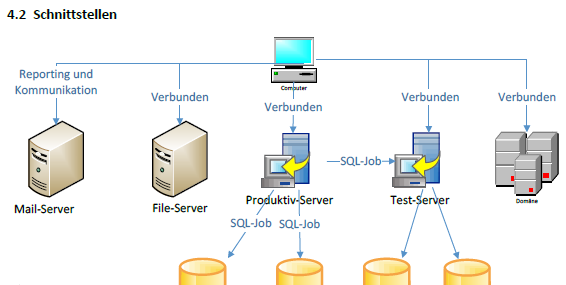 4.2 Schnittstellen
Computer
Reporting und
Kommunikation
Verbunden
Verbunden
Verbunden
Verbunden
SQL-Job
Mail-Server
File-Server
Produktiv-Server
Test-Server
Domäne
SQL-Job
SQL-Job